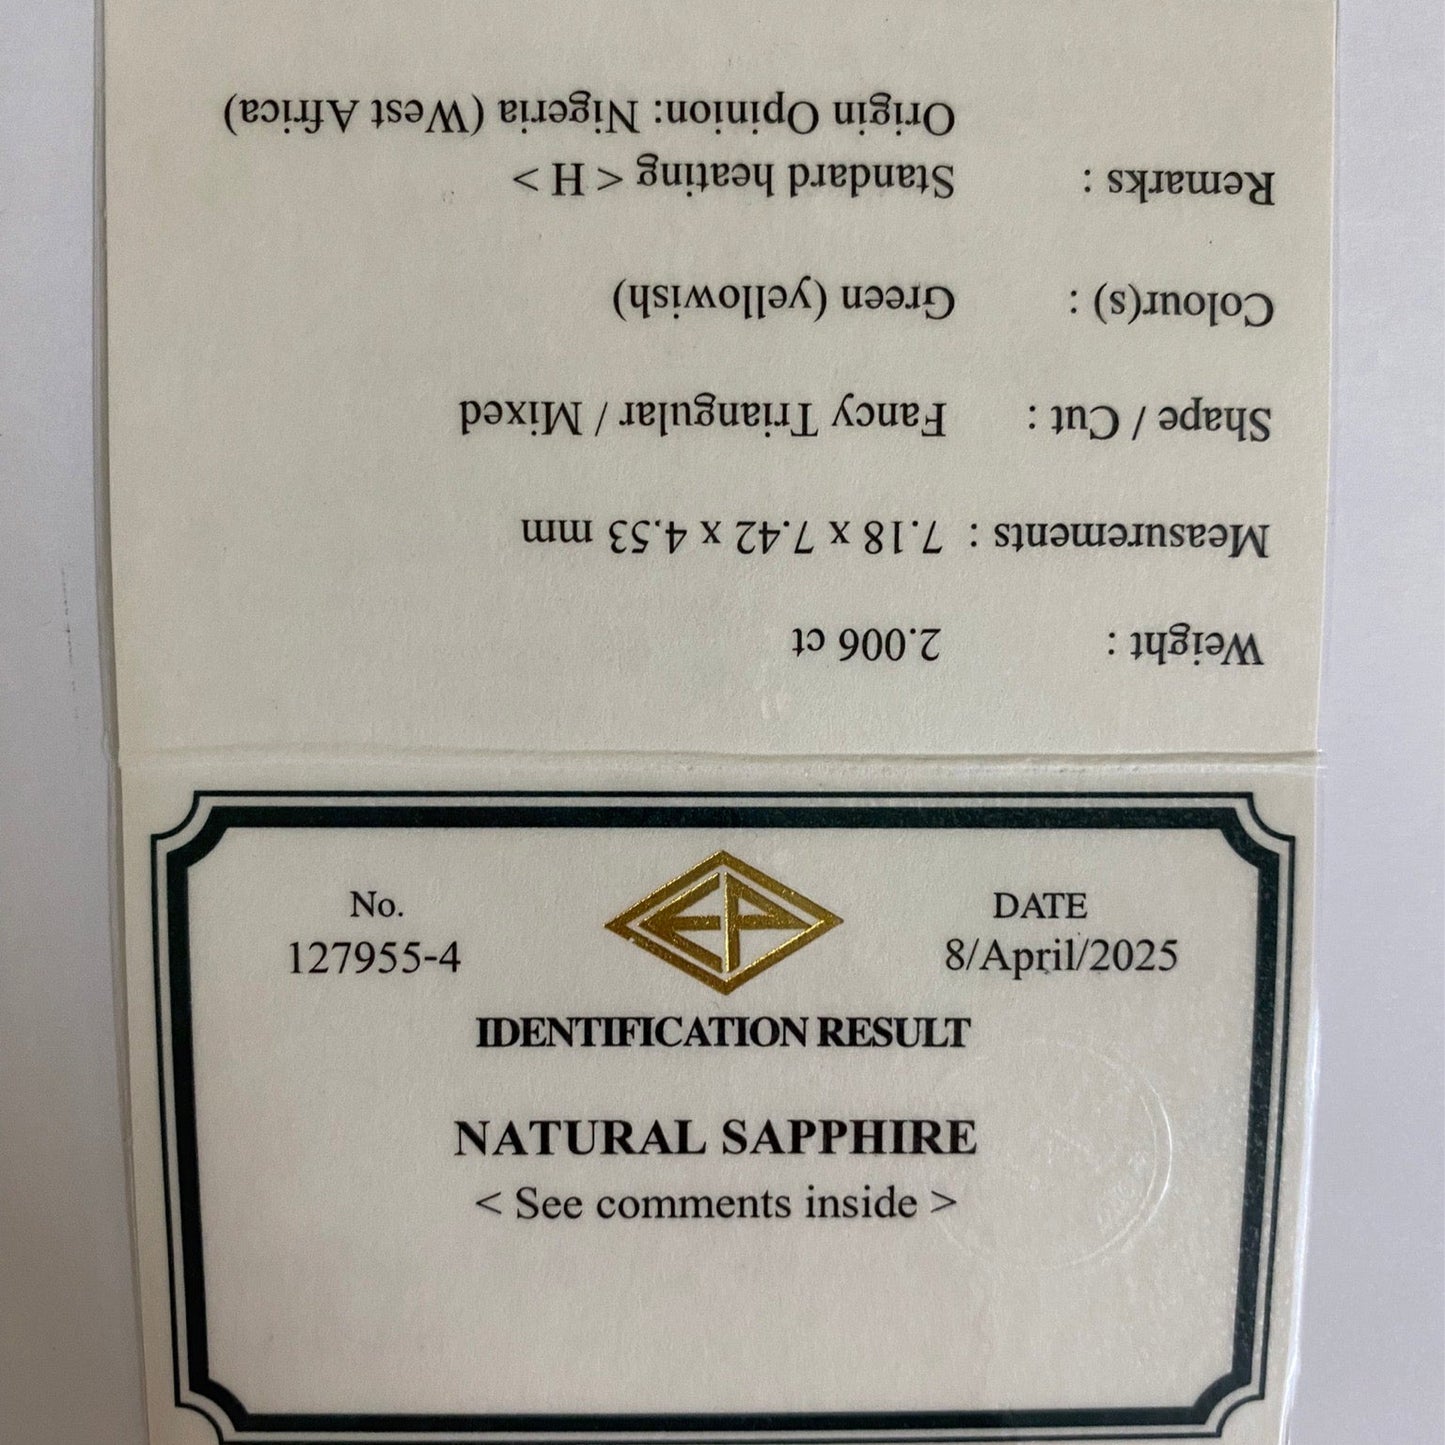 Weight : 2.006 ct
Measurements : 7.18 x 7.42 x 4.53 mm
Shape / Cut : Fancy Triangular / Mixed
Colour(s) : Green (yellowish)
Remarks : Standard heating < H >
Origin Opinion: Nigeria (West Africa)
No.
127955-4
EP
DATE
8/April/2025
IDENTIFICATION RESULT
NATURAL SAPPHIRE
< See comments inside >